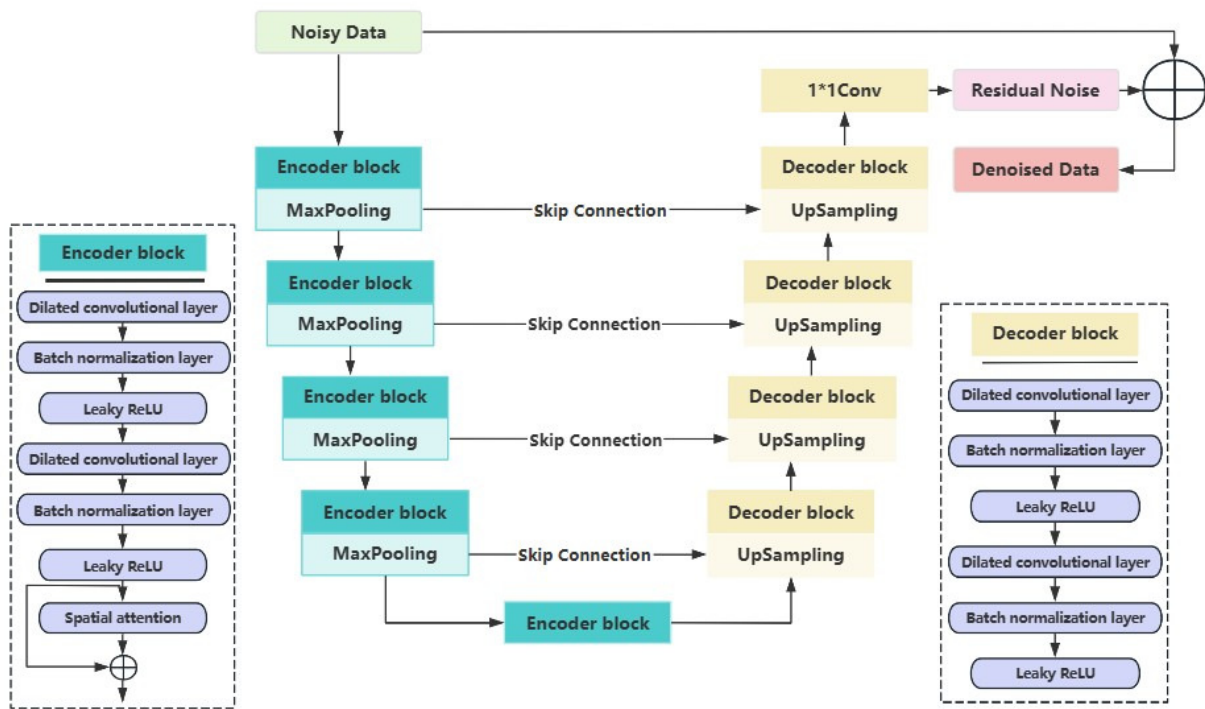 Noisy Data
1*1Conv
Residual Noise
Denoised Data
Encoder block
MaxPooling
Skip Connection
Decoder block
UpSampling
Encoder block
MaxPooling
Skip Connection
Decoder block
UpSampling
Encoder block
MaxPooling
Skip Connection
Decoder block
UpSampling
Encoder block
MaxPooling
Skip Connection
Decoder block
UpSampling
Encoder block
Encoder block
Dilated convolutional layer
Batch normalization layer
Leaky ReLU
Dilated convolutional layer
Batch normalization layer
Leaky ReLU
Spatial attention
Decoder block
Dilated convolutional layer
Batch normalization layer
Leaky ReLU
Dilated convolutional layer
Batch normalization layer
Leaky ReLU